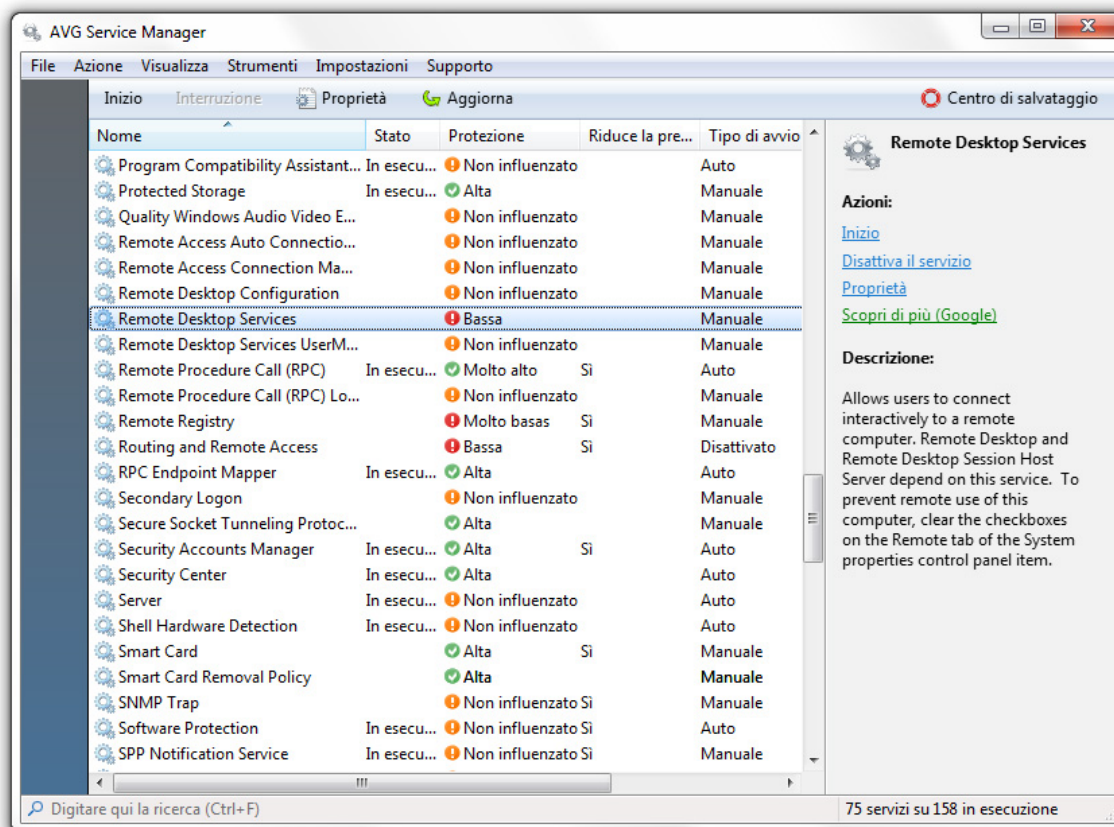 AVG Service Manager
File Azione Visualizza Strumenti Impostazioni Supporto
Inizio Interruzione Proprietà Aggiorna Centro di salvataggio
Nome Stato Protezione Riduce la pre... Tipo di avvio
Program Compatibility Assistant... In esecu... Non influenzato Auto
Protected Storage In esecu... Alta Manuale
Quality Windows Audio Video E... Non influenzato Manuale
Remote Access Auto Connectio... Non influenzato Manuale
Remote Access Connection Ma... Non influenzato Manuale
Remote Desktop Configuration Non influenzato Manuale
Remote Desktop Services Bassa Manuale
Remote Desktop Services UserM... Non influenzato Manuale
Remote Procedure Call (RPC) In esecu... Molto alto Sì Auto
Remote Procedure Call (RPC) Lo... Non influenzato Manuale
Remote Registry Molto basas Sì Manuale
Routing and Remote Access Bassa Sì Disattivato
RPC Endpoint Mapper In esecu... Alta Auto
Secondary Logon Non influenzato Manuale
Secure Socket Tunneling Protoc... Alta Manuale
Security Accounts Manager In esecu... Alta Sì Auto
Security Center In esecu... Alta Auto
Server In esecu... Non influenzato Auto
Shell Hardware Detection In esecu... Non influenzato Auto
Smart Card Alta Sì Manuale
Smart Card Removal Policy Alta Manuale
SNMP Trap Non influenzato Sì Manuale
Software Protection In esecu... Non influenzato Sì Auto
SPP Notification Service In esecu... Non influenzato Sì Manuale
Remote Desktop Services
Azioni:
Inizio
Disattiva il servizio
Proprietà
Scopri di più (Google)
Descrizione:
Allows users to connect
interactively to a remote
computer. Remote Desktop and
Remote Desktop Session Host
Server depend on this service. To
prevent remote use of this
computer, clear the checkboxes
on the Remote tab of the System
properties control panel item.
Digitare qui la ricerca (Ctrl+F)
75 servizi su 158 in esecuzione